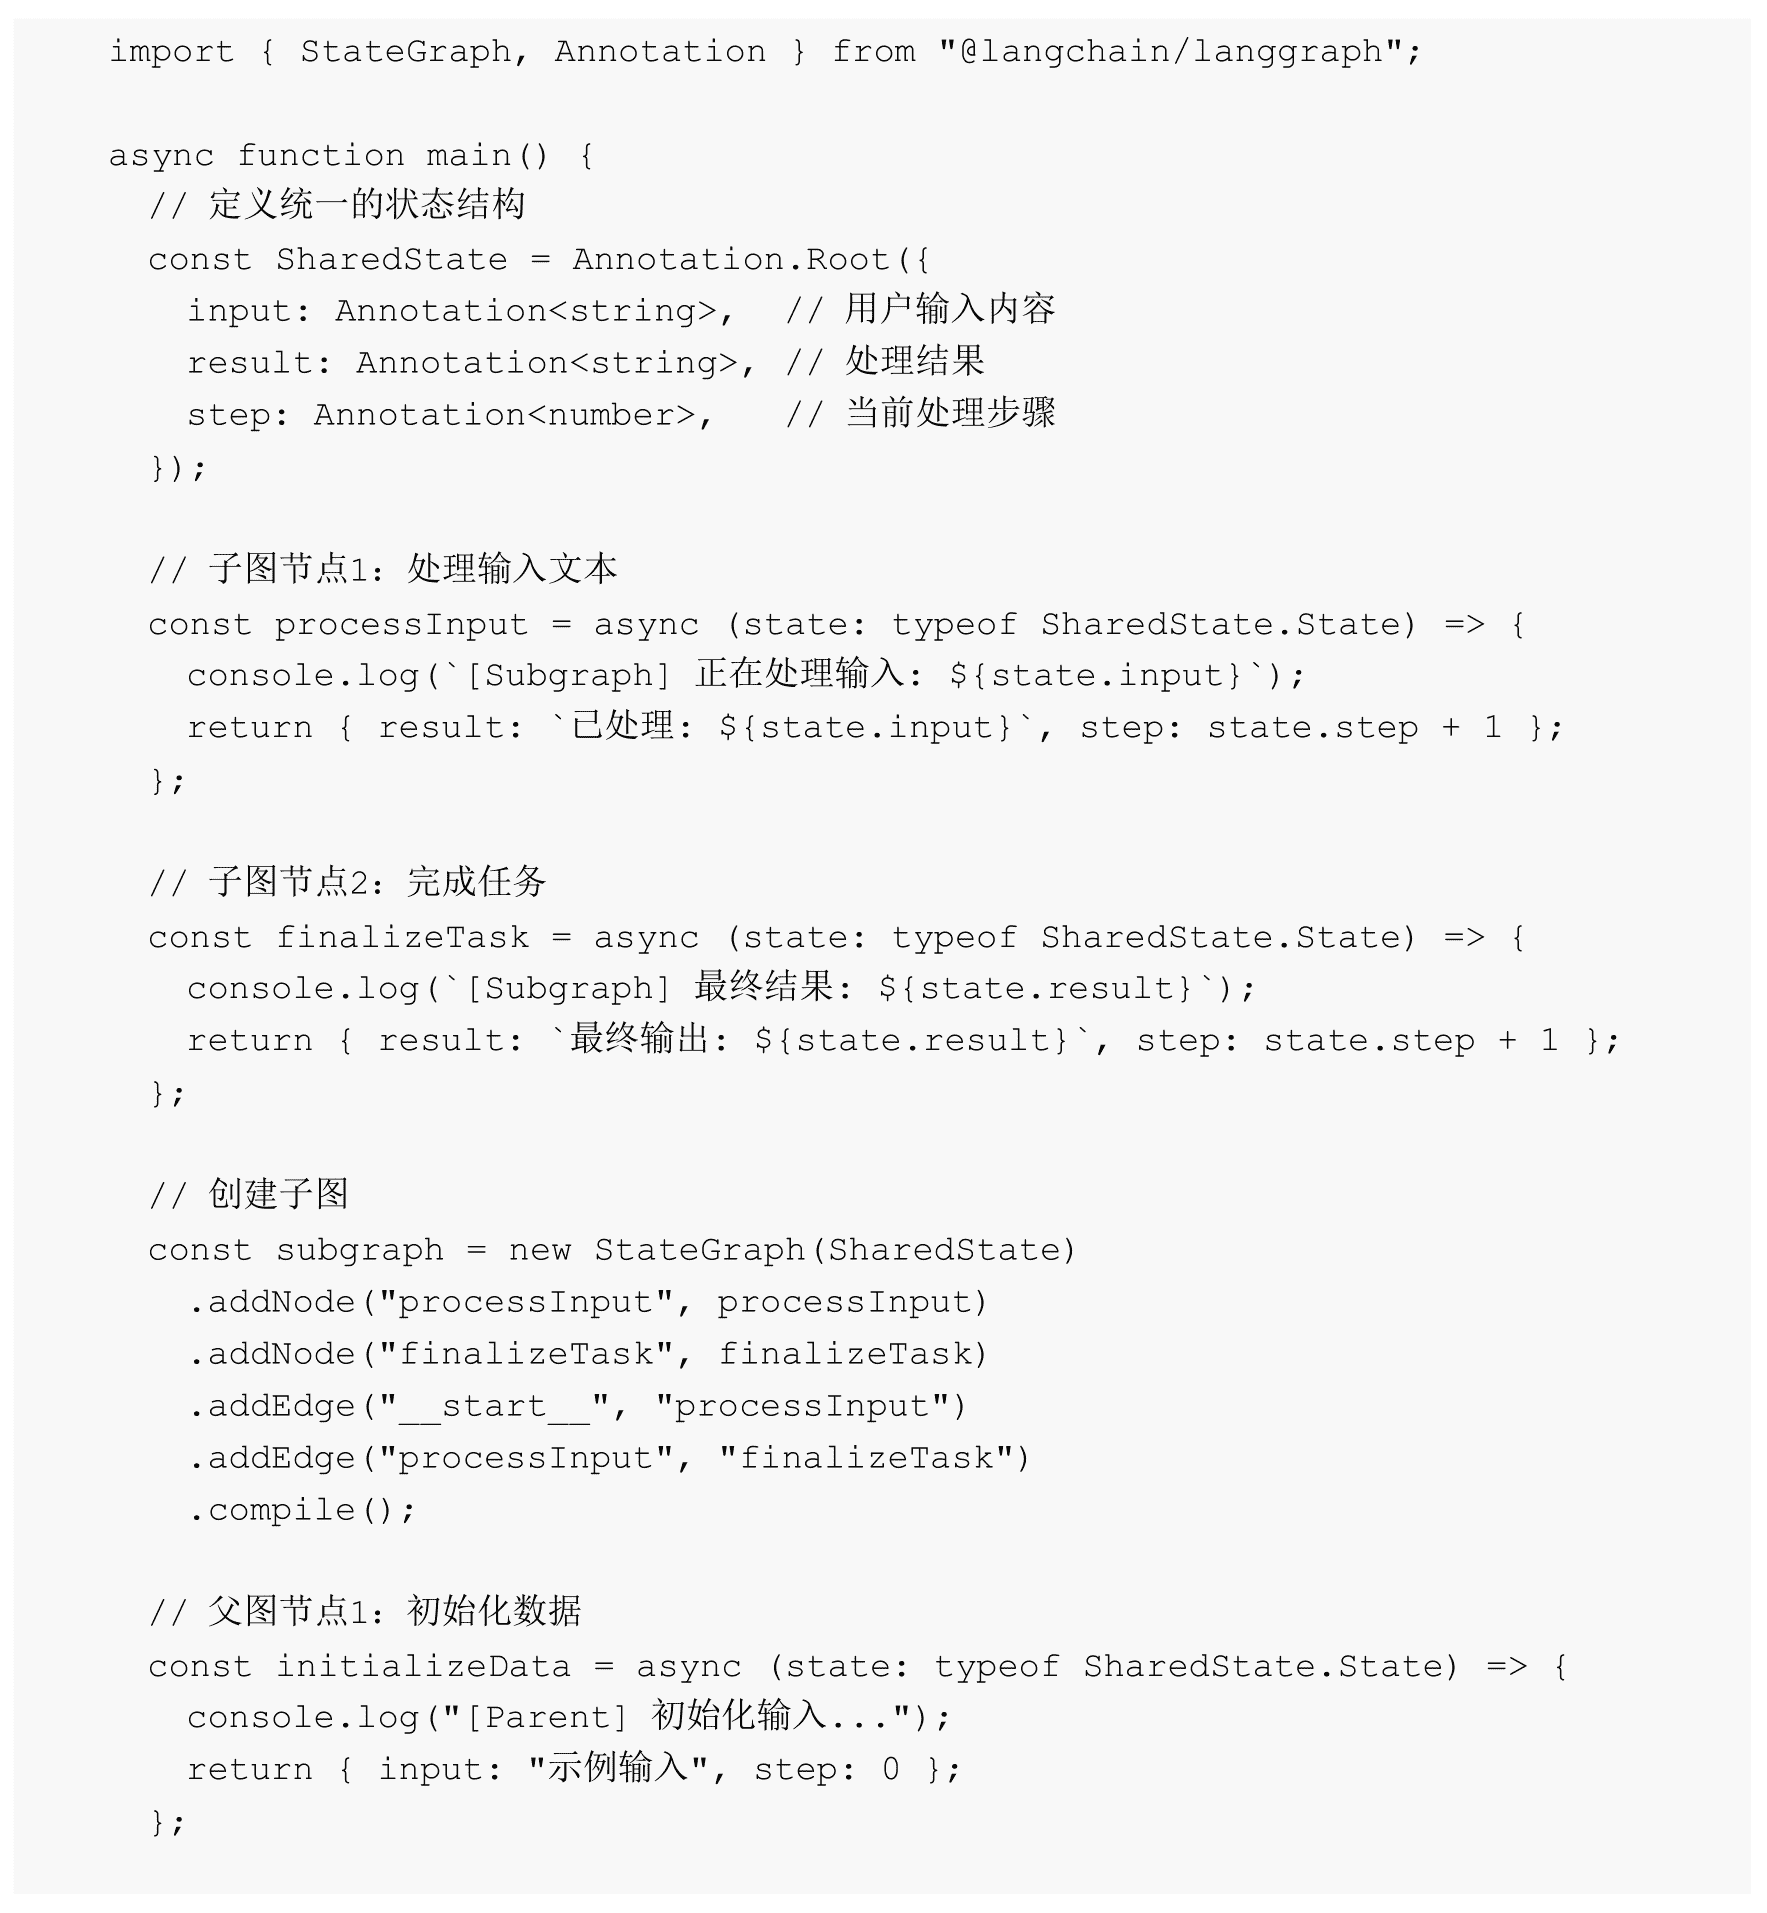 import { StateGraph, Annotation } from "@langchain/langgraph";

async function main() {
  // 定义统一的状态结构
  const SharedState = Annotation.Root({
    input: Annotation<string>,   // 用户输入内容
    result: Annotation<string>, // 处理结果
    step: Annotation<number>,   // 当前处理步骤
  });

  // 子图节点1：处理输入文本
  const processInput = async (state: typeof SharedState.State) => {
    console.log(`[Subgraph] 正在处理输入: ${state.input}`);
    return { result: `已处理: ${state.input}`, step: state.step + 1 };
  };

  // 子图节点2：完成任务
  const finalizeTask = async (state: typeof SharedState.State) => {
    console.log(`[Subgraph] 最终结果: ${state.result}`);
    return { result: `最终输出: ${state.result}`, step: state.step + 1 };
  };

  // 创建子图
  const subgraph = new StateGraph(SharedState)
    .addNode("processInput", processInput)
    .addNode("finalizeTask", finalizeTask)
    .addEdge("__start__", "processInput")
    .addEdge("processInput", "finalizeTask")
    .compile();

  // 父图节点1：初始化数据
  const initializeData = async (state: typeof SharedState.State) => {
    console.log("[Parent] 初始化输入...");
    return { input: "示例输入", step: 0 };
  };